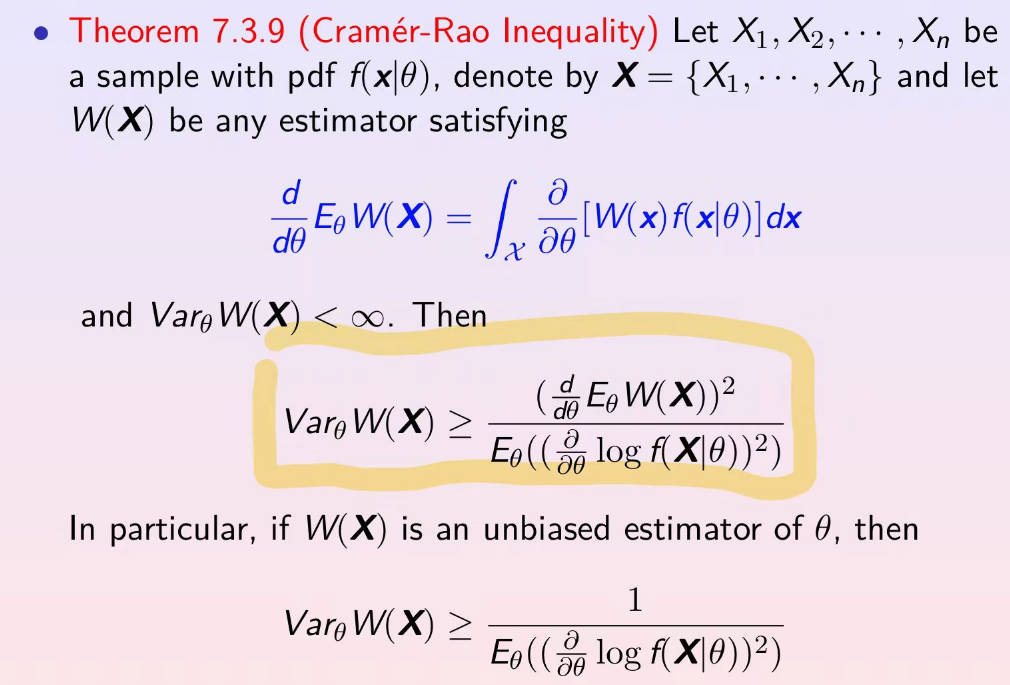 • Theorem 7.3.9 (Cramér-Rao Inequality) Let X₁, X₂, ⋯ , Xₙ be
a sample with pdf f(x|θ), denote by X = {X₁, ⋯ , Xₙ} and let
W(X) be any estimator satisfying
d/dθ E_θ W(X) = ∫_𝒳 ∂/∂θ [W(x)f(x|θ)]dx
and Var_θ W(X) < ∞. Then
Var_θ W(X) ≥ (d/dθ E_θ W(X))² / E_θ((∂/∂θ log f(X|θ))²)
In particular, if W(X) is an unbiased estimator of θ, then
Var_θ W(X) ≥ 1 / E_θ((∂/∂θ log f(X|θ))²)